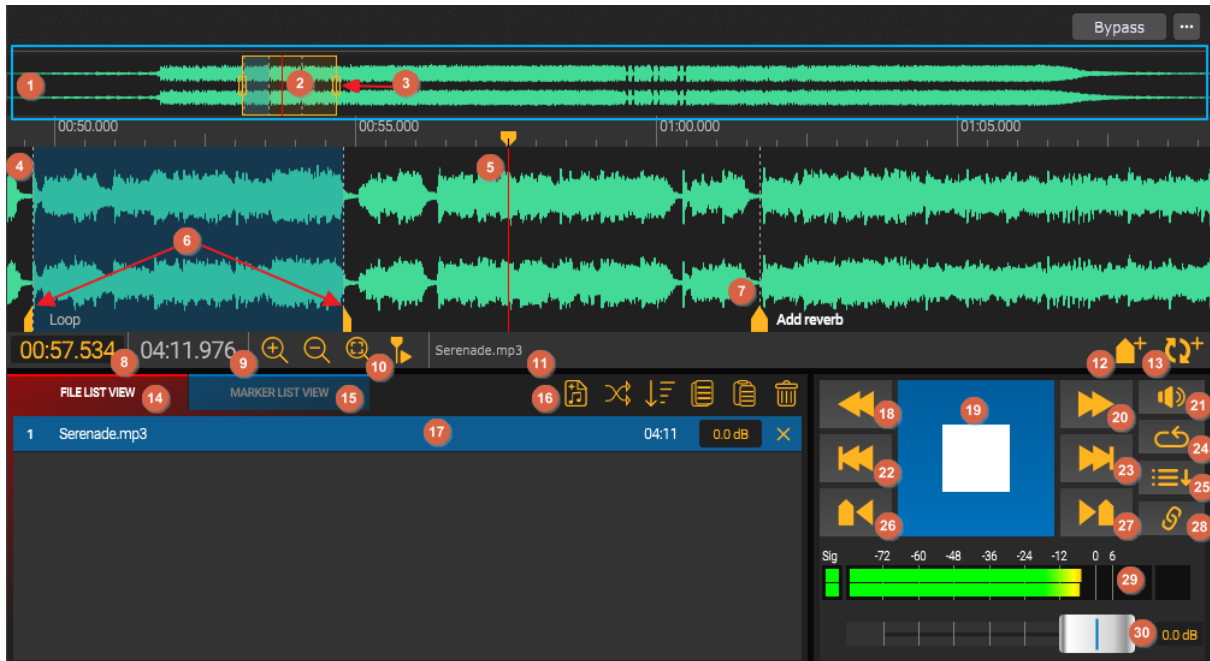 Bypass ...
1 2 3
00:50.000 00:55.000 01:00.000 01:05.000
4 5
6
7
Loop Add reverb
00:57.534 8 04:11.976 9 10 Serenade.mp3 11 12 13
FILE LIST VIEW 14 MARKER LIST VIEW 15 16
1 Serenade.mp3 17 04:11 0.0 dB
18 19 20 21
22 23 24
25
26 27 28
Sig -72 -60 -48 -36 -24 -12 0 6
29
30 0.0 dB